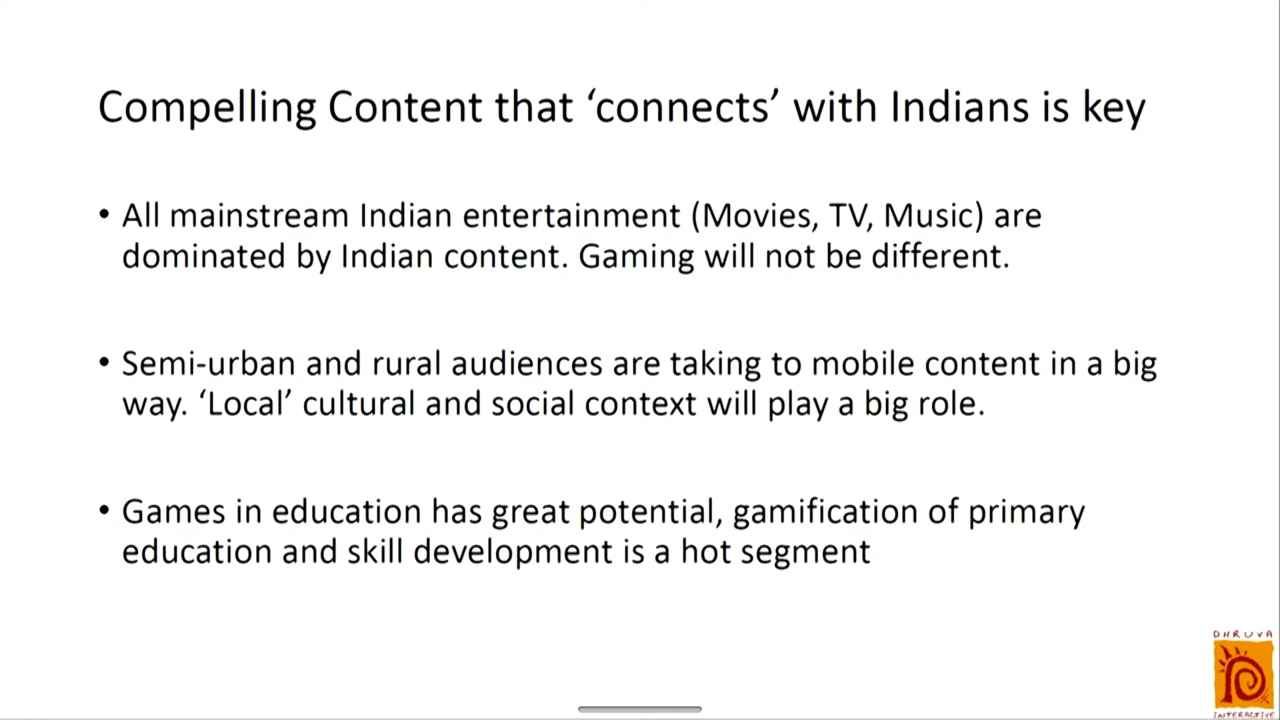 Compelling Content that ‘connects’ with Indians is key
• All mainstream Indian entertainment (Movies, TV, Music) are
dominated by Indian content. Gaming will not be different.
• Semi-urban and rural audiences are taking to mobile content in a big
way. ‘Local’ cultural and social context will play a big role.
• Games in education has great potential, gamification of primary
education and skill development is a hot segment
DHRUVA
INTERACTIVE